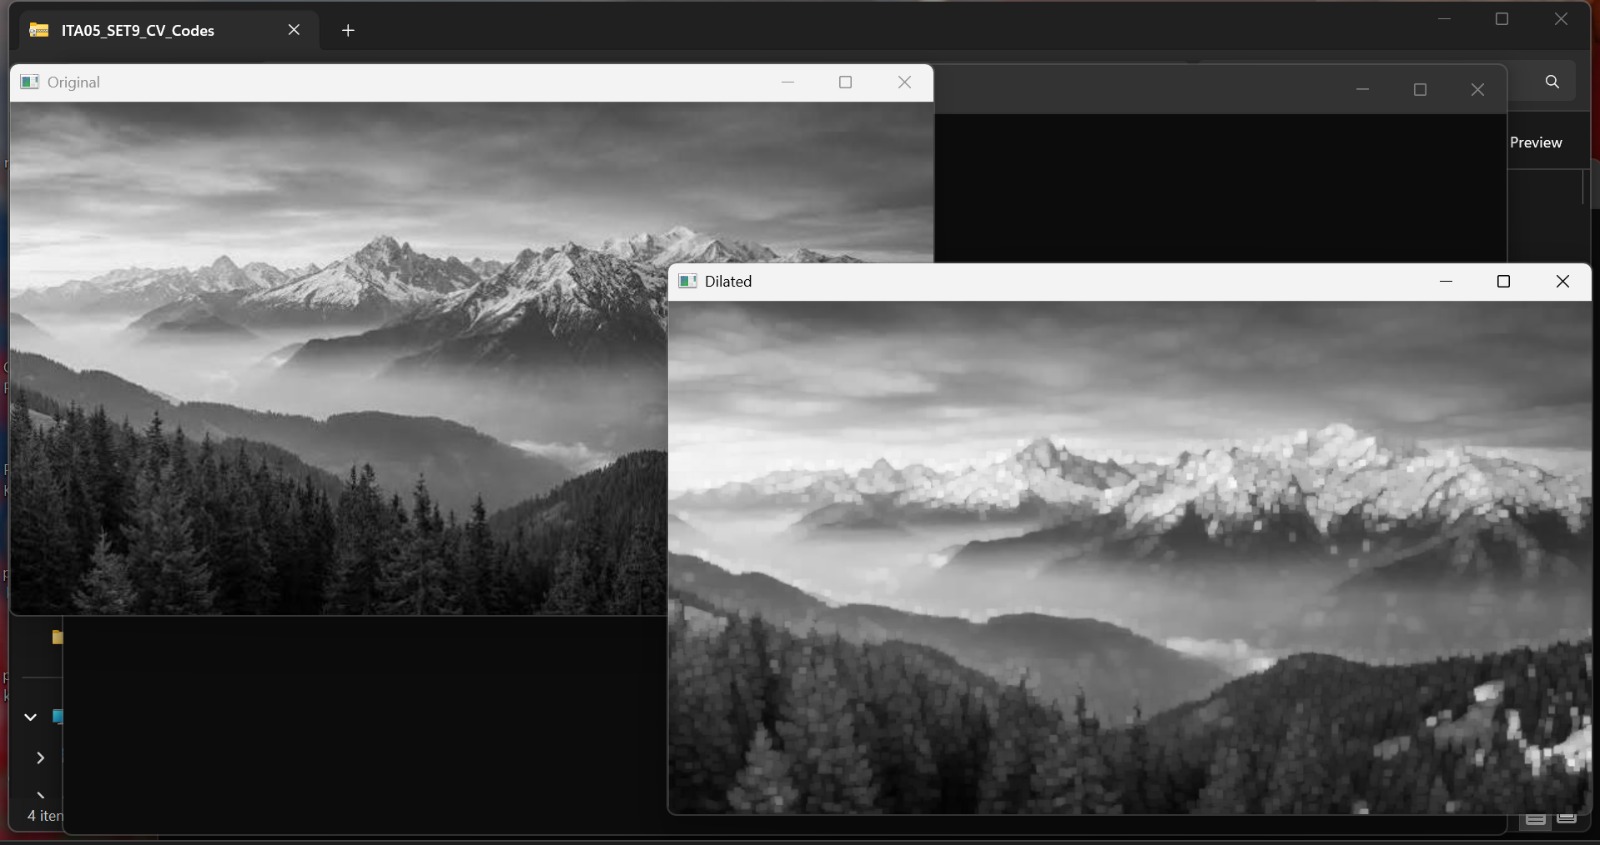 ITA05_SET9_CV_Codes
Original
Preview
Dilated
4 iten